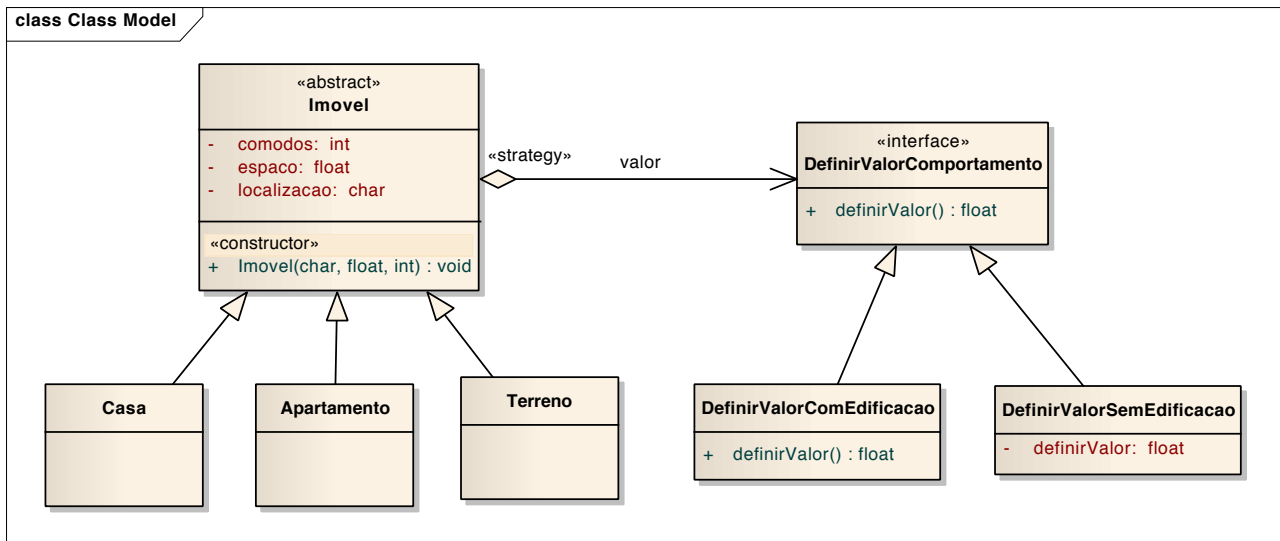 class Class Model
«abstract»
Imovel
- comodos: int
- espaco: float
- localizacao: char
«constructor»
+ Imovel(char, float, int) : void
«strategy»
valor
«interface»
DefinirValorComportamento
+ definirValor() : float
Casa
Apartamento
Terreno
DefinirValorComEdificacao
+ definirValor() : float
DefinirValorSemEdificacao
- definirValor: float